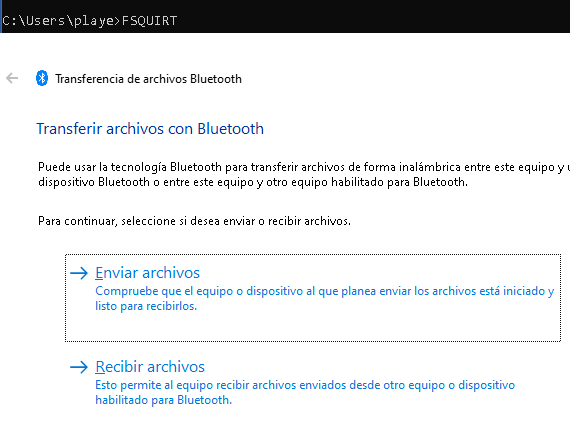 C:\Users\playe>FSQUIRT
Transferencia de archivos Bluetooth
Transferir archivos con Bluetooth
Puede usar la tecnología Bluetooth para transferir archivos de forma inalámbrica entre este equipo y
dispositivo Bluetooth o entre este equipo y otro equipo habilitado para Bluetooth.
Para continuar, seleccione si desea enviar o recibir archivos.
Enviar archivos
Compruebe que el equipo o dispositivo al que planea enviar los archivos está iniciado y
listo para recibirlos.
Recibir archivos
Esto permite al equipo recibir archivos enviados desde otro equipo o dispositivo
habilitado para Bluetooth.